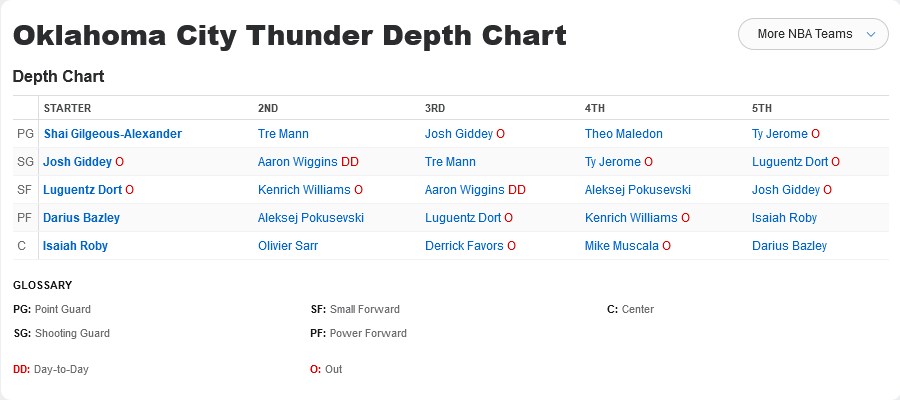 Oklahoma City Thunder Depth Chart
More NBA Teams
Depth Chart
STARTER 2ND 3RD 4TH 5TH
PG Shai Gilgeous-Alexander Tre Mann Josh Giddey O Theo Maledon Ty Jerome O
SG Josh Giddey O Aaron Wiggins DD Tre Mann Ty Jerome O Luguentz Dort O
SF Luguentz Dort O Kenrich Williams O Aaron Wiggins DD Aleksej Pokusevski Josh Giddey O
PF Darius Bazley Aleksej Pokusevski Luguentz Dort O Kenrich Williams O Isaiah Roby
C Isaiah Roby Olivier Sarr Derrick Favors O Mike Muscala O Darius Bazley
GLOSSARY
PG: Point Guard SF: Small Forward C: Center
SG: Shooting Guard PF: Power Forward
DD: Day-to-Day O: Out